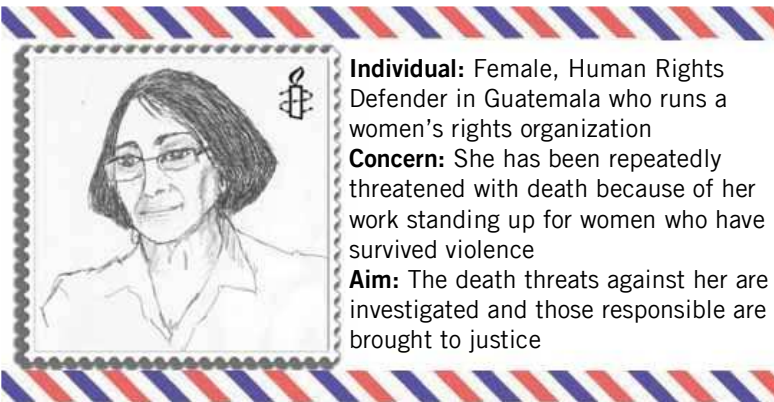 Individual: Female, Human Rights
Defender in Guatemala who runs a
women's rights organization
Concern: She has been repeatedly
threatened with death because of her
work standing up for women who have
survived violence
Aim: The death threats against her are
investigated and those responsible are
brought to justice